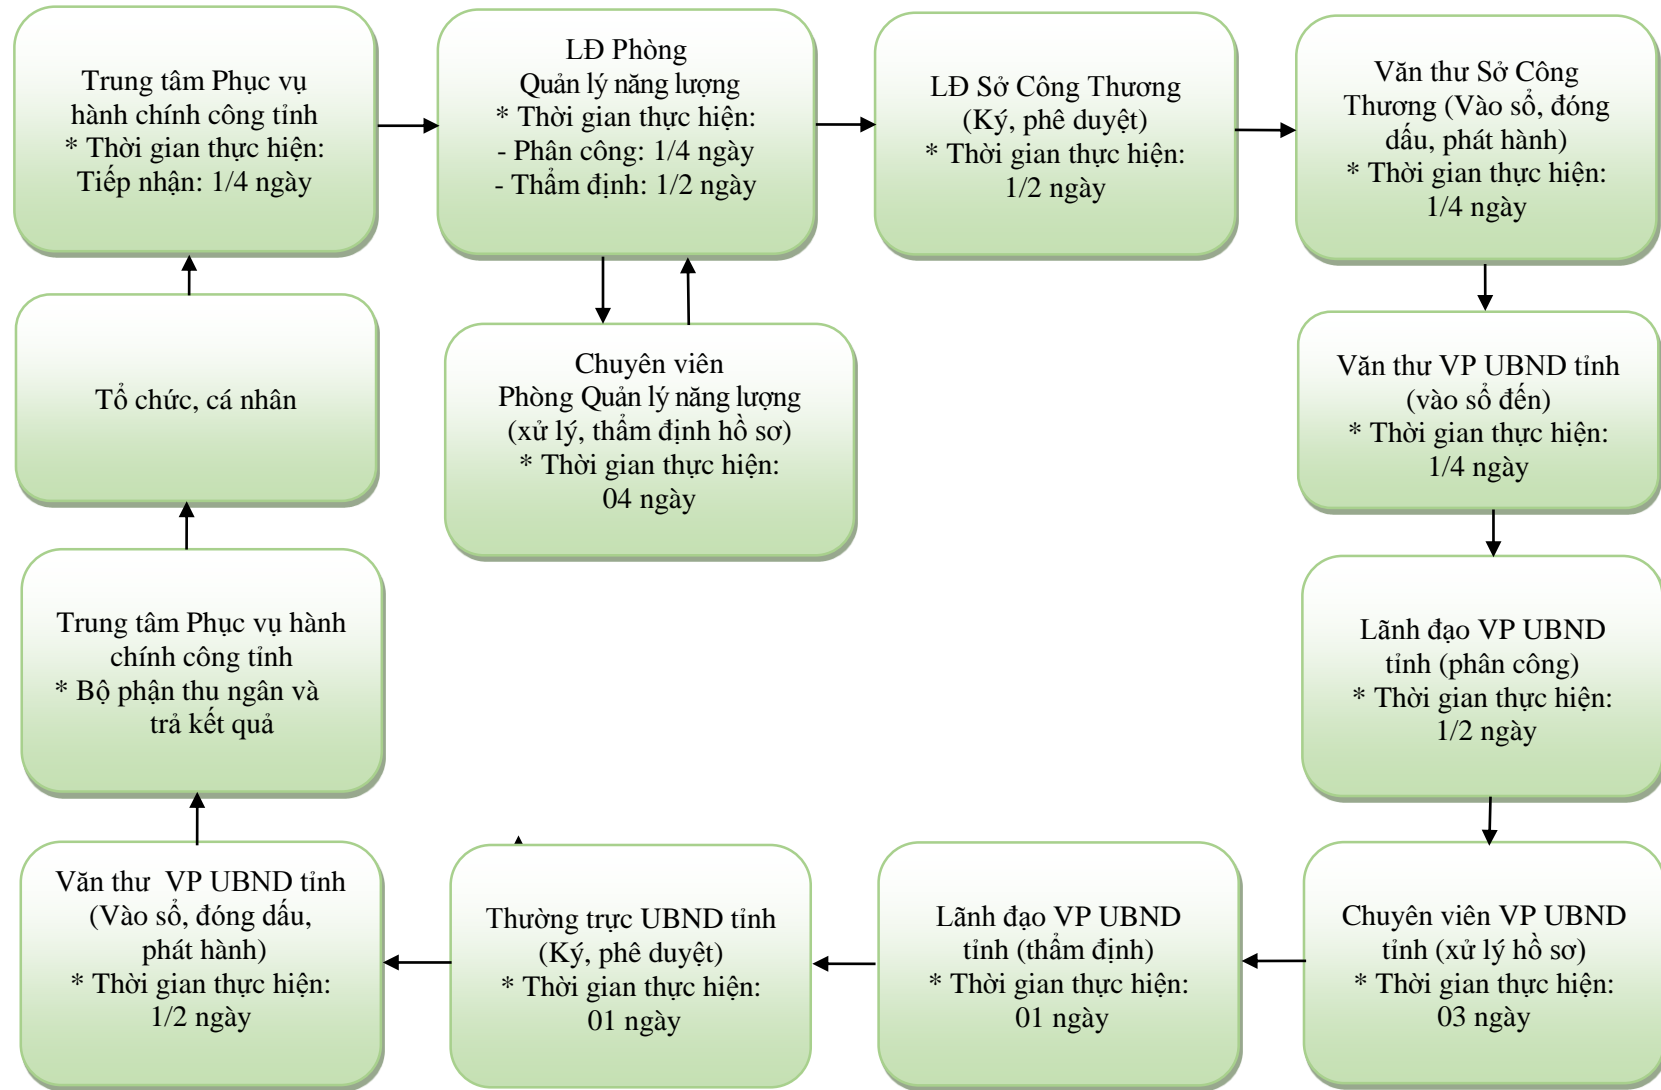 Trung tâm Phục vụ
hành chính công tỉnh
* Thời gian thực hiện:
Tiếp nhận: 1/4 ngày
LĐ Phòng
Quản lý năng lượng
* Thời gian thực hiện:
- Phân công: 1/4 ngày
- Thẩm định: 1/2 ngày
LĐ Sở Công Thương
(Ký, phê duyệt)
* Thời gian thực hiện:
1/2 ngày
Văn thư Sở Công
Thương (Vào sổ, đóng
dấu, phát hành)
* Thời gian thực hiện:
1/4 ngày
Tổ chức, cá nhân
Chuyên viên
Phòng Quản lý năng lượng
(xử lý, thẩm định hồ sơ)
* Thời gian thực hiện:
04 ngày
Văn thư VP UBND tỉnh
(vào sổ đến)
* Thời gian thực hiện:
1/4 ngày
Trung tâm Phục vụ hành
chính công tỉnh
* Bộ phận thu ngân và
trả kết quả
Lãnh đạo VP UBND
tỉnh (phân công)
* Thời gian thực hiện:
1/2 ngày
Văn thư VP UBND tỉnh
(Vào sổ, đóng dấu,
phát hành)
* Thời gian thực hiện:
1/2 ngày
Thường trực UBND tỉnh
(Ký, phê duyệt)
* Thời gian thực hiện:
01 ngày
Lãnh đạo VP UBND
tỉnh (thẩm định)
* Thời gian thực hiện:
01 ngày
Chuyên viên VP UBND
tỉnh (xử lý hồ sơ)
* Thời gian thực hiện:
03 ngày